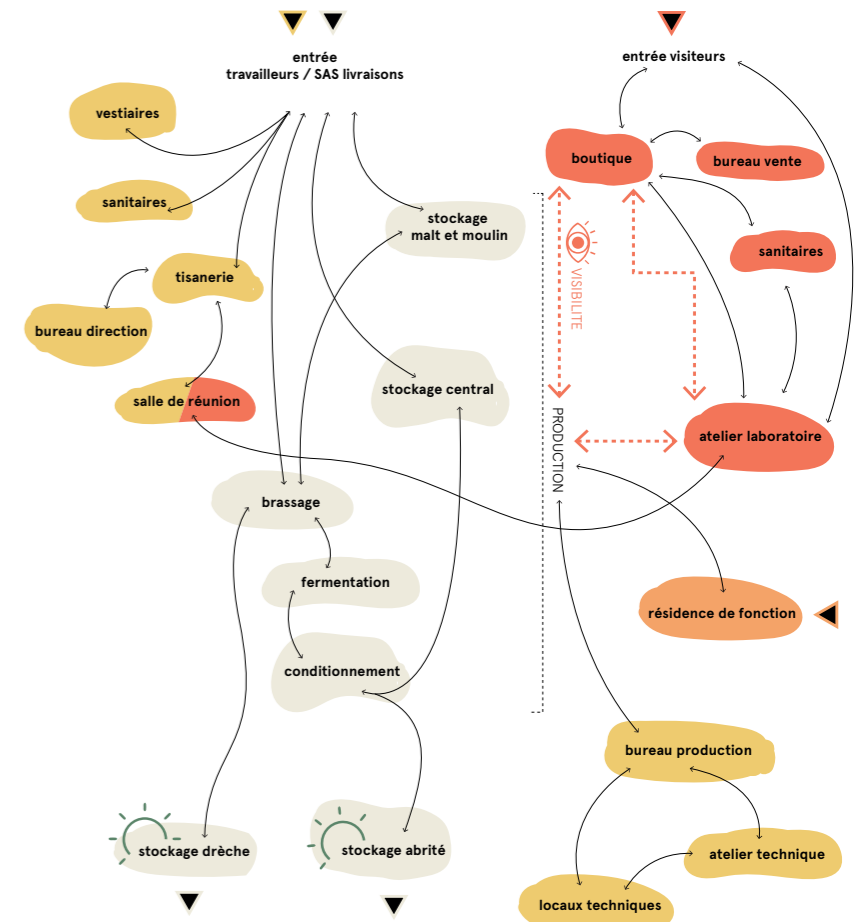 entrée
travailleurs / SAS livraisons
entrée visiteurs
vestiaires
boutique
bureau vente
sanitaires
stockage
malt et moulin
sanitaires
tisanerie
VISIBILITE
bureau direction
stockage central
salle de réunion
PRODUCTION
atelier laboratoire
brassage
fermentation
résidence de fonction
conditionnement
bureau production
stockage drèche
stockage abrité
atelier technique
locaux techniques